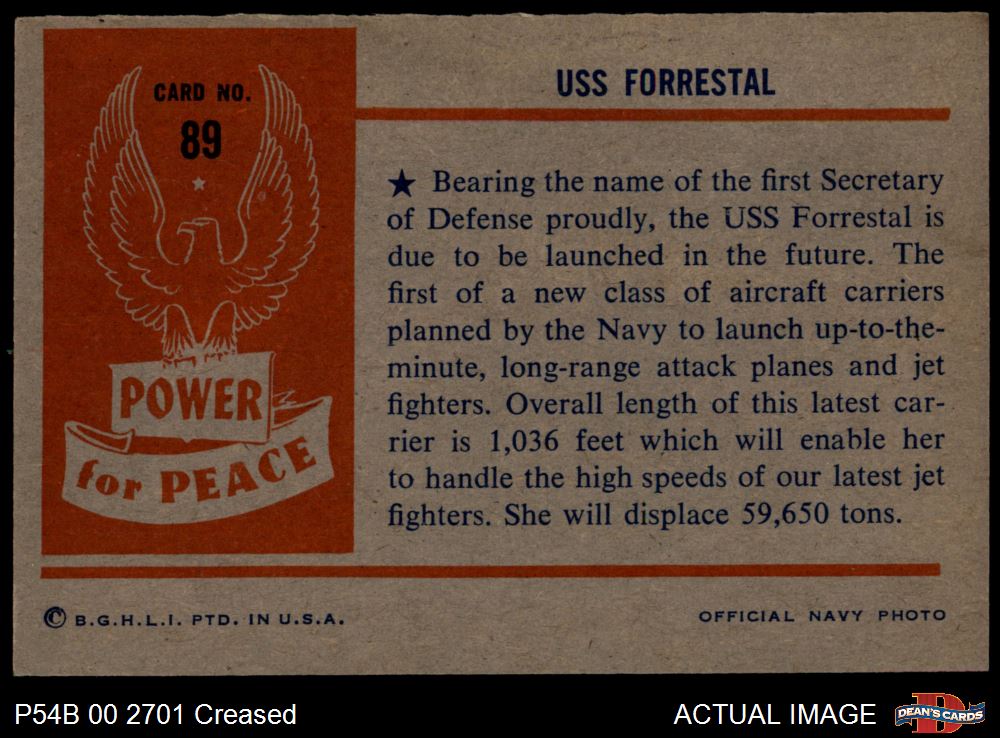 CARD NO.
89
POWER
for PEACE
USS FORRESTAL
★ Bearing the name of the first Secretary
of Defense proudly, the USS Forrestal is
due to be launched in the future. The
first of a new class of aircraft carriers
planned by the Navy to launch up-to-the-
minute, long-range attack planes and jet
fighters. Overall length of this latest car-
rier is 1,036 feet which will enable her
to handle the high speeds of our latest jet
fighters. She will displace 59,650 tons.
© B.G.H.L.I. PTD. IN U.S.A.
OFFICIAL NAVY PHOTO
P54B 00 2701 Creased
ACTUAL IMAGE
D
DEAN'S CARDS